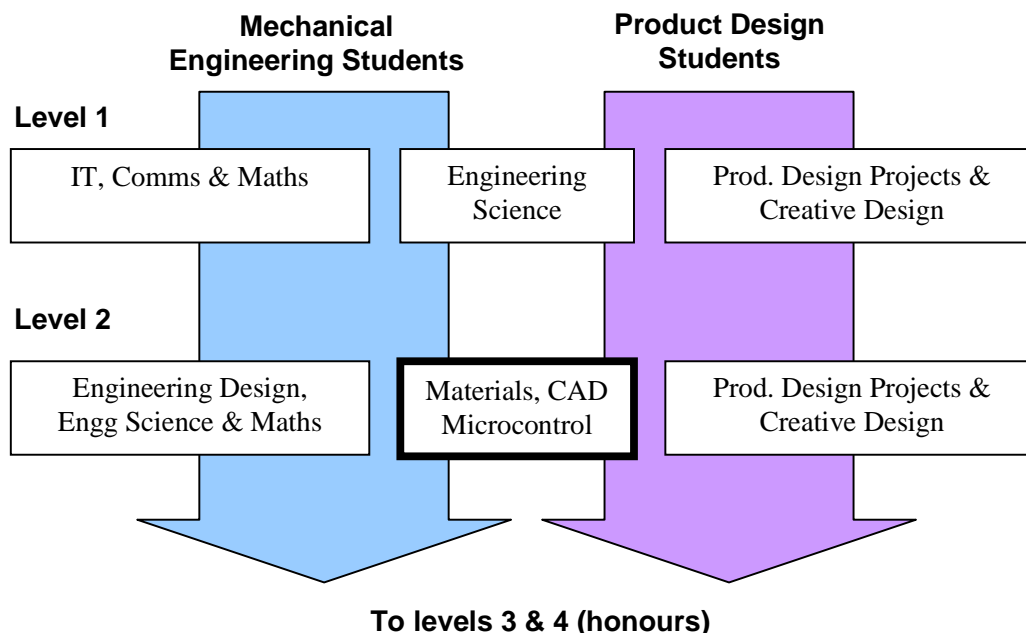 Mechanical
Engineering Students
Product Design
Students
Level 1
IT, Comms & Maths
Engineering
Science
Prod. Design Projects &
Creative Design
Level 2
Engineering Design,
Engg Science & Maths
Materials, CAD
Microcontrol
Prod. Design Projects &
Creative Design
To levels 3 & 4 (honours)